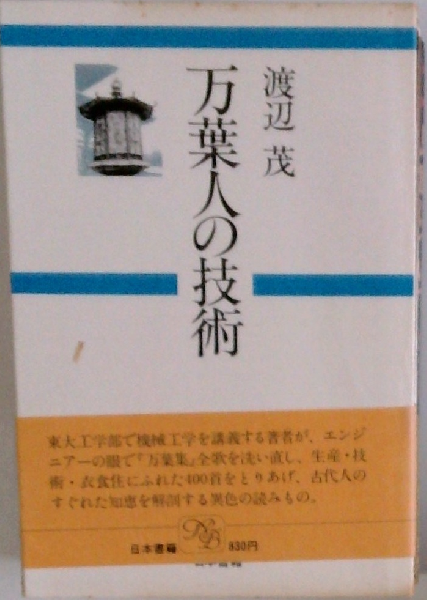 渡辺 茂
万葉人の技術
東大工学部で機械工学を講義する著者が、エンジ
ニアーの眼で『万葉集』全歌を洗い直し、生産・技
術・衣食住にふれた400首をとりあげ、古代人の
すぐれた知恵を解剖する異色の読みもの。
日本書籍 830円